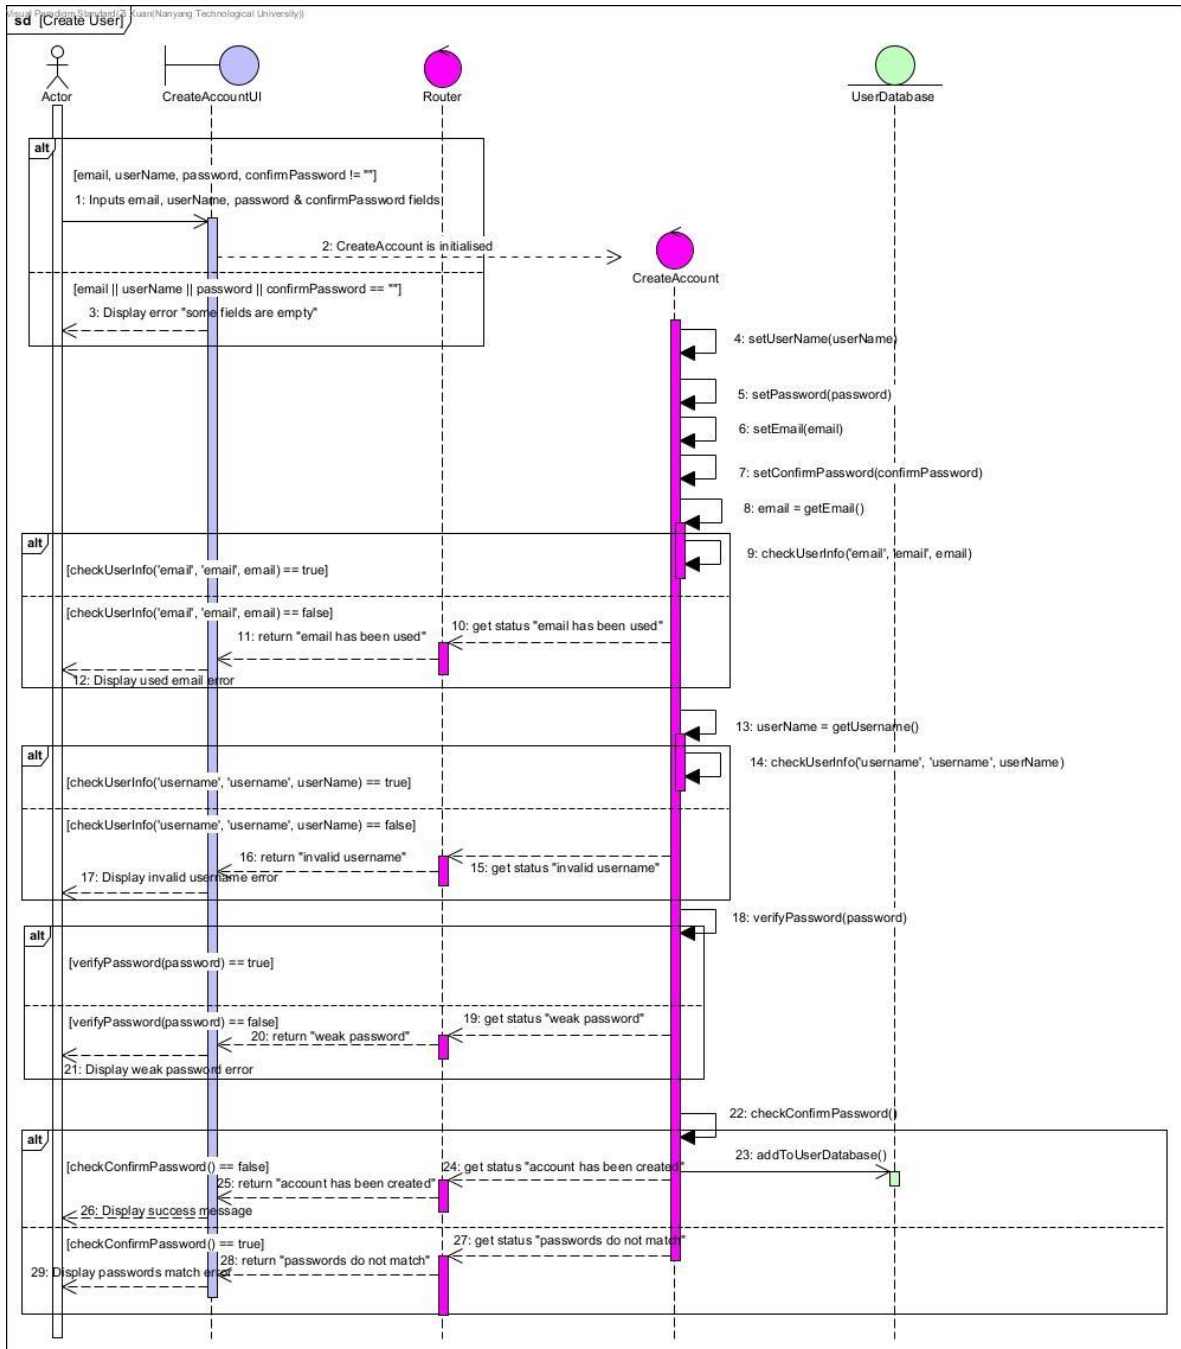 Visual Paradigm Standard(Zi Xuan(Nanyang Technological University))
sd [Create User]
Actor
CreateAccountUI
Router
UserDatabase
alt
[email, userName, password, confirmPassword != ""]
1: Inputs email, userName, password & confirmPassword fields
2: CreateAccount is initialised
CreateAccount
[email || userName || password || confirmPassword == ""]
3: Display error "some fields are empty"
4: setUserName(userName)
5: setPassword(password)
6: setEmail(email)
7: setConfirmPassword(confirmPassword)
8: email = getEmail()
alt
9: checkUserInfo('email', 'email', email)
[checkUserInfo('email', 'email', email) == true]
[checkUserInfo('email', 'email', email) == false]
10: get status "email has been used"
11: return "email has been used"
12: Display used email error
13: userName = getUsername()
alt
14: checkUserInfo('username', 'username', userName)
[checkUserInfo('username', 'username', userName) == true]
[checkUserInfo('username', 'username', userName) == false]
16: return "invalid username"
15: get status "invalid username"
17: Display invalid username error
18: verifyPassword(password)
alt
[verifyPassword(password) == true]
19: get status "weak password"
[verifyPassword(password) == false]
20: return "weak password"
21: Display weak password error
22: checkConfirmPassword()
alt
23: addToUserDatabase()
[checkConfirmPassword() == false]
24: get status "account has been created"
25: return "account has been created"
26: Display success message
27: get status "passwords do not match"
[checkConfirmPassword() == true]
28: return "passwords do not match"
29: Display passwords match error